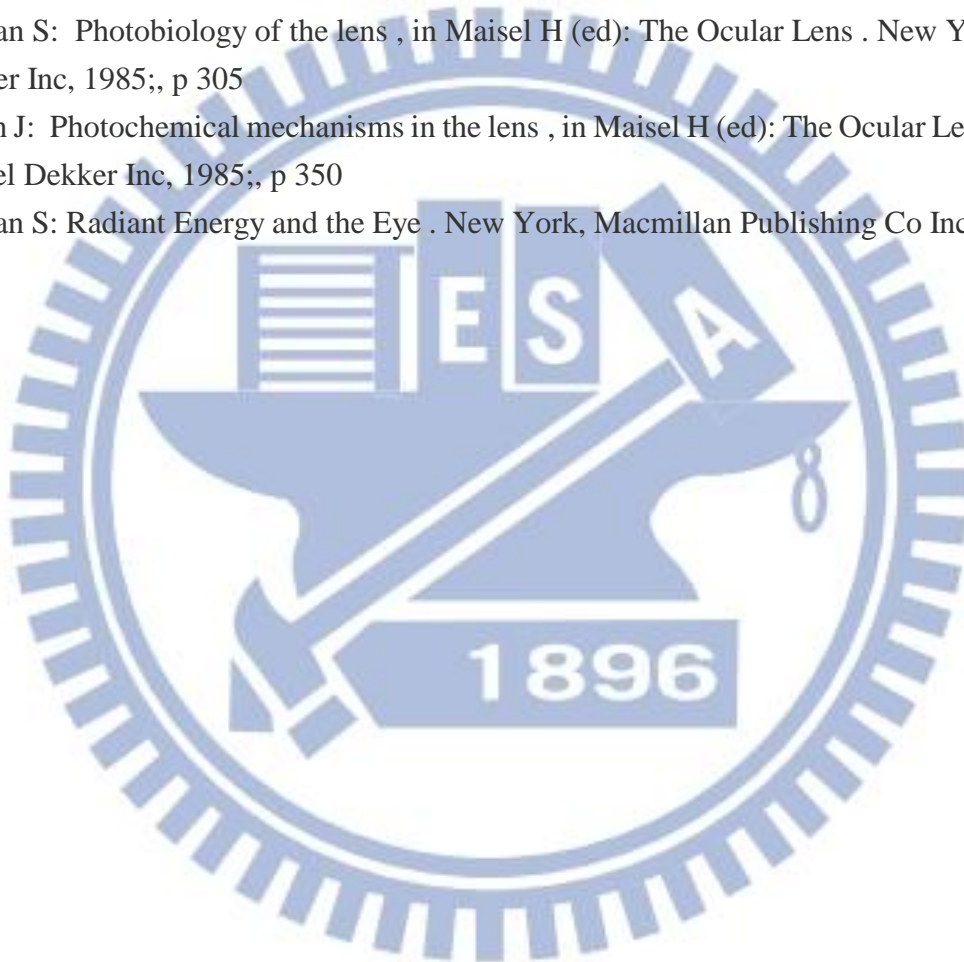 an S: Photobiology of the lens , in Maisel H (ed): The Ocular Lens . New Y
er Inc, 1985;, p 305
n J: Photochemical mechanisms in the lens , in Maisel H (ed): The Ocular Le
el Dekker Inc, 1985;, p 350
an S: Radiant Energy and the Eye . New York, Macmillan Publishing Co Inc
E S A
1896